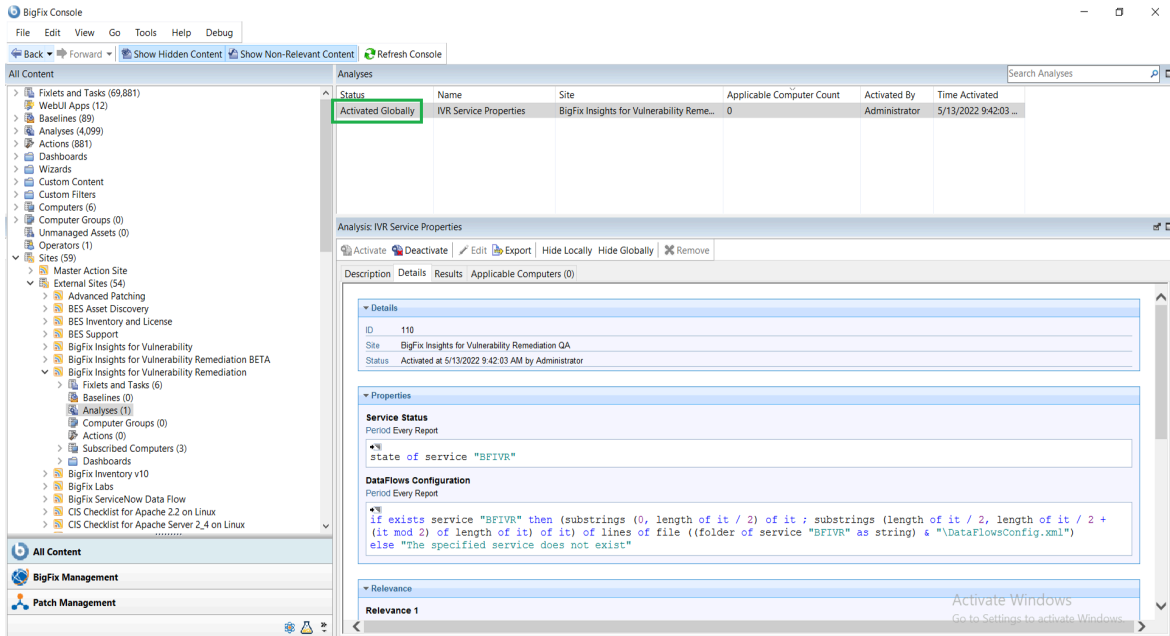 BigFix Console
File Edit View Go Tools Help Debug
Back Forward Show Hidden Content Show Non-Relevant Content Refresh Console
All Content
Fixlets and Tasks (69,881)
WebUI Apps (12)
Baselines (89)
Analyses (4,099)
Actions (881)
Dashboards
Wizards
Custom Content
Custom Filters
Computers (6)
Computer Groups (0)
Unmanaged Assets (0)
Operators (1)
Sites (59)
Master Action Site
External Sites (54)
Advanced Patching
BES Asset Discovery
BES Inventory and License
BES Support
BigFix Insights for Vulnerability
BigFix Insights for Vulnerability Remediation BETA
BigFix Insights for Vulnerability Remediation
Fixlets and Tasks (6)
Baselines (0)
Analyses (1)
Computer Groups (0)
Actions (0)
Subscribed Computers (3)
Dashboards
BigFix Inventory v10
BigFix Labs
BigFix ServiceNow Data Flow
CIS Checklist for Apache 2.2 on Linux
CIS Checklist for Apache Server 2_4 on Linux
All Content
BigFix Management
Patch Management
Analyses
Search Analyses
Status Name Site Applicable Computer Count Activated By Time Activated
Activated Globally IVR Service Properties BigFix Insights for Vulnerability Reme... 0 Administrator 5/13/2022 9:42:03 ...
Analysis: IVR Service Properties
Activate Deactivate Edit Export Hide Locally Hide Globally Remove
Description Details Results Applicable Computers (0)
Details
ID 110
Site BigFix Insights for Vulnerability Remediation QA
Status Activated at 5/13/2022 9:42:03 AM by Administrator
Properties
Service Status
Period Every Report
state of service "BFIVR"
DataFlows Configuration
Period Every Report
if exists service "BFIVR" then (substrings (0, length of it / 2) of it ; substrings (length of it / 2, length of it / 2 +
(it mod 2) of length of it) of it) of lines of file ((folder of service "BFIVR" as string) & "\DataFlowsConfig.xml")
else "The specified service does not exist"
Relevance
Relevance 1
Activate Windows
Go to Settings to activate Windows.